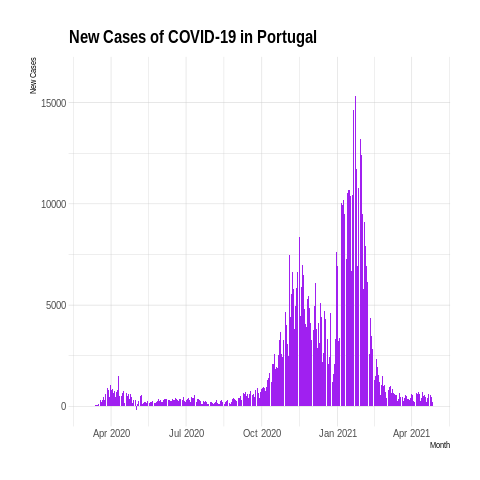 New Cases of COVID-19 in Portugal
New Cases
15000
10000
5000
0
Apr 2020 Jul 2020 Oct 2020 Jan 2021 Apr 2021
Month